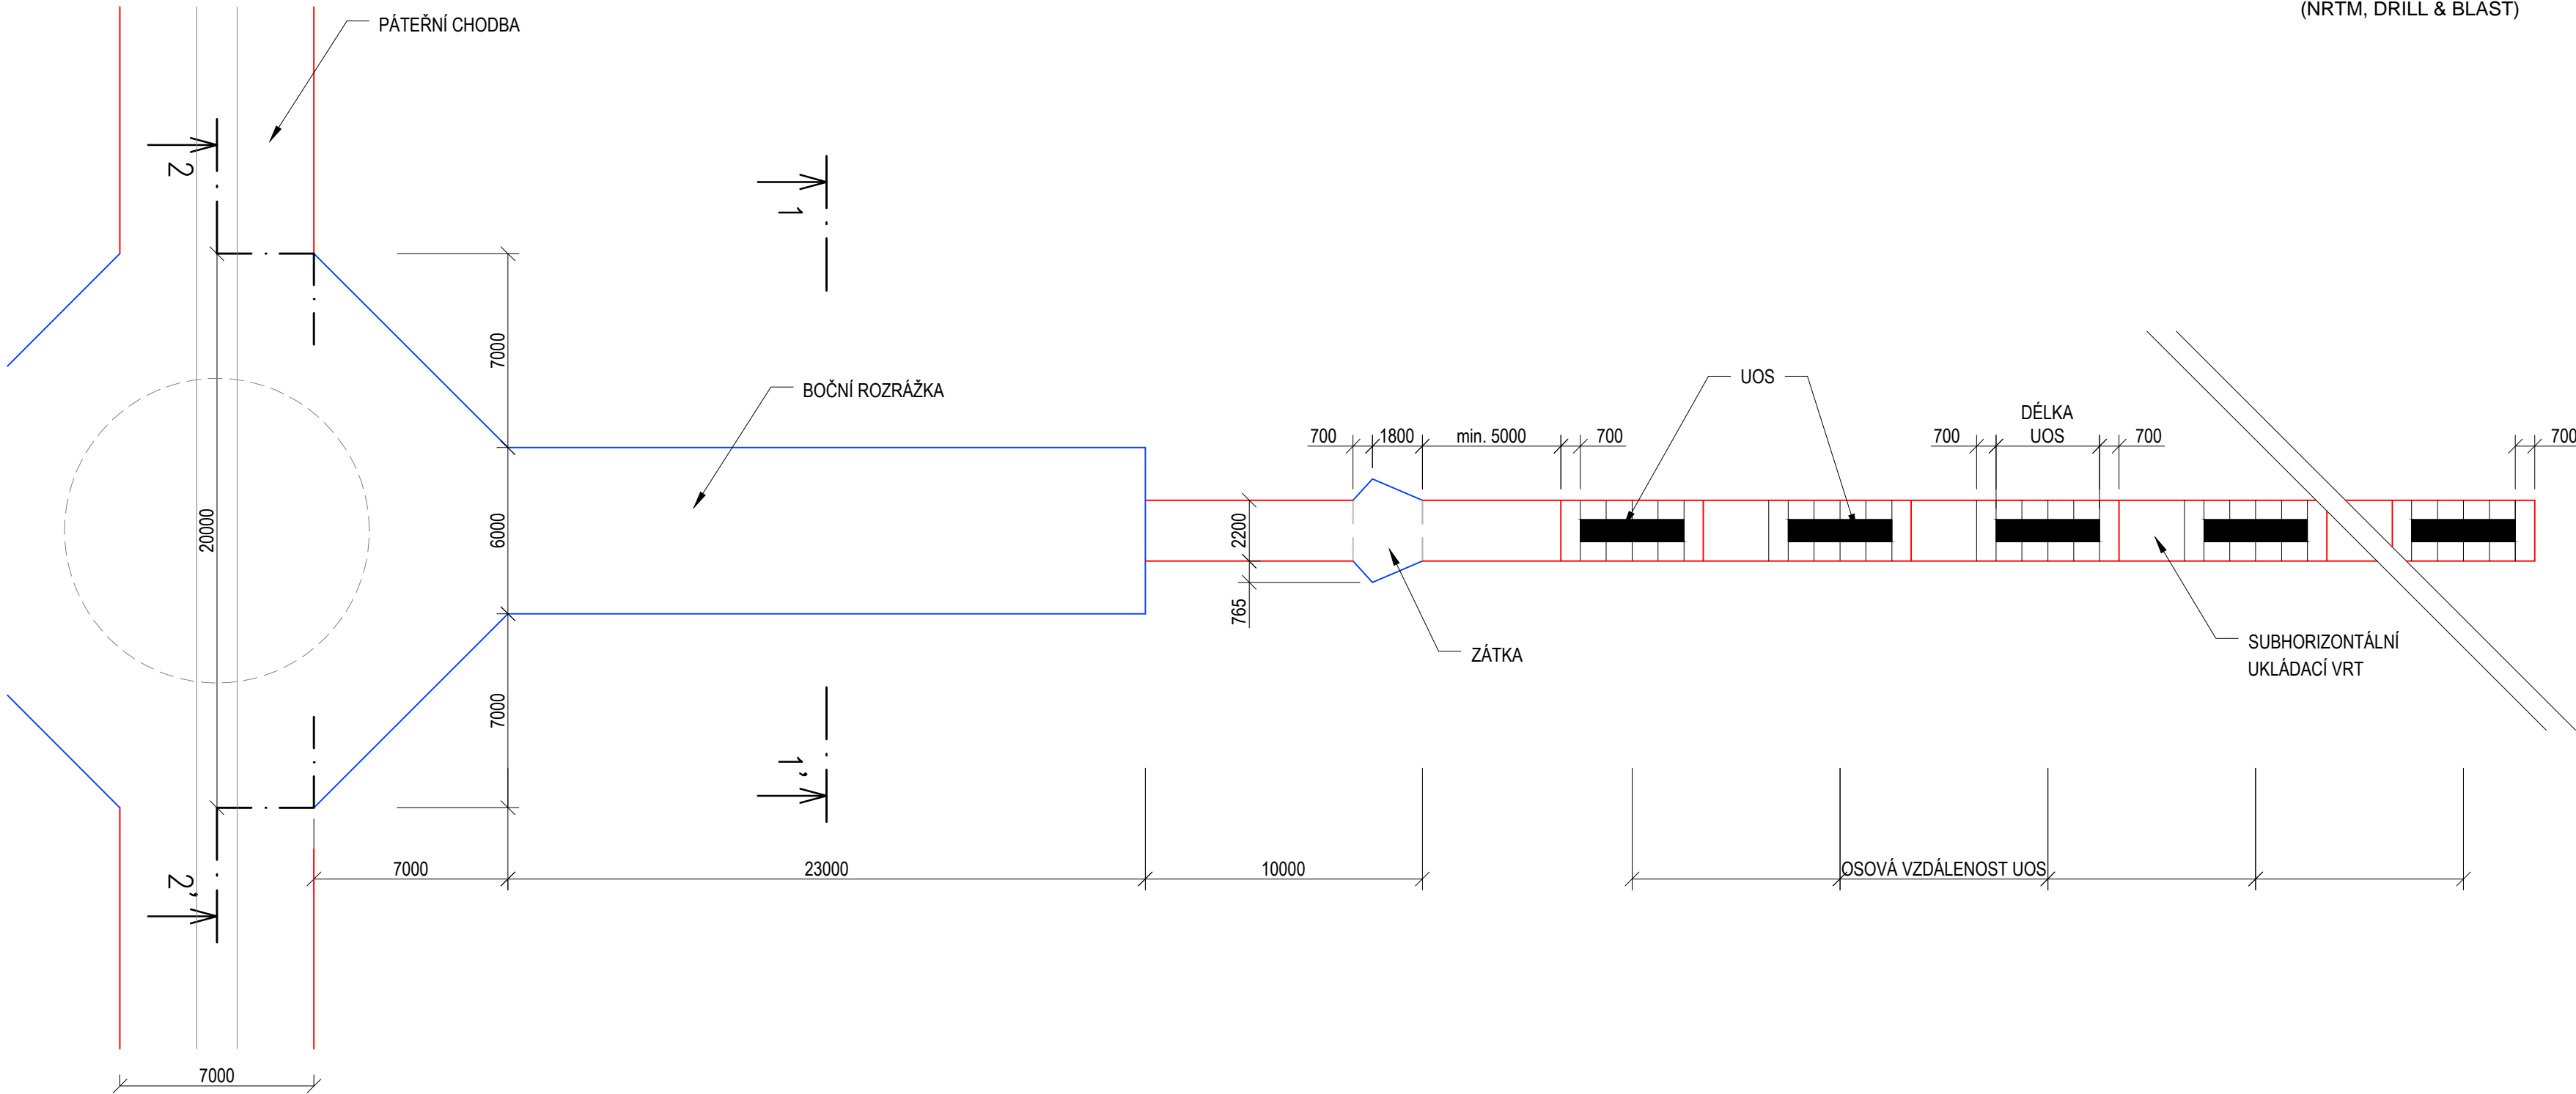 (NRTM, DRILL & BLAST)
PÁTEŘNÍ CHODBA
2
1
7000
BOČNÍ ROZRÁŽKA
UOS
DÉLKA
UOS
700
1800
min. 5000
700
700
700
700
20000
6000
2200
765
ZÁTKA
SUBHORIZONTÁLNÍ
UKLÁDACÍ VRT
7000
1'
2'
7000
23000
10000
OSOVÁ VZDÁLENOST UOS
7000